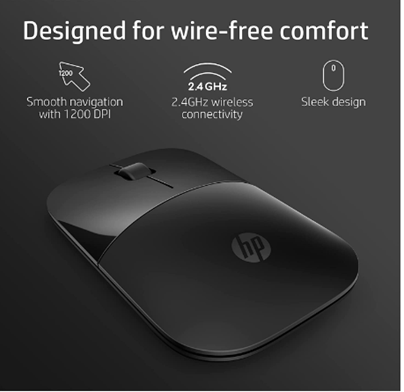 Designed for wire-free comfort
1200
2.4 GHz
0
Smooth navigation
with 1200 DPI
2.4GHz wireless
connectivity
Sleek design
hp